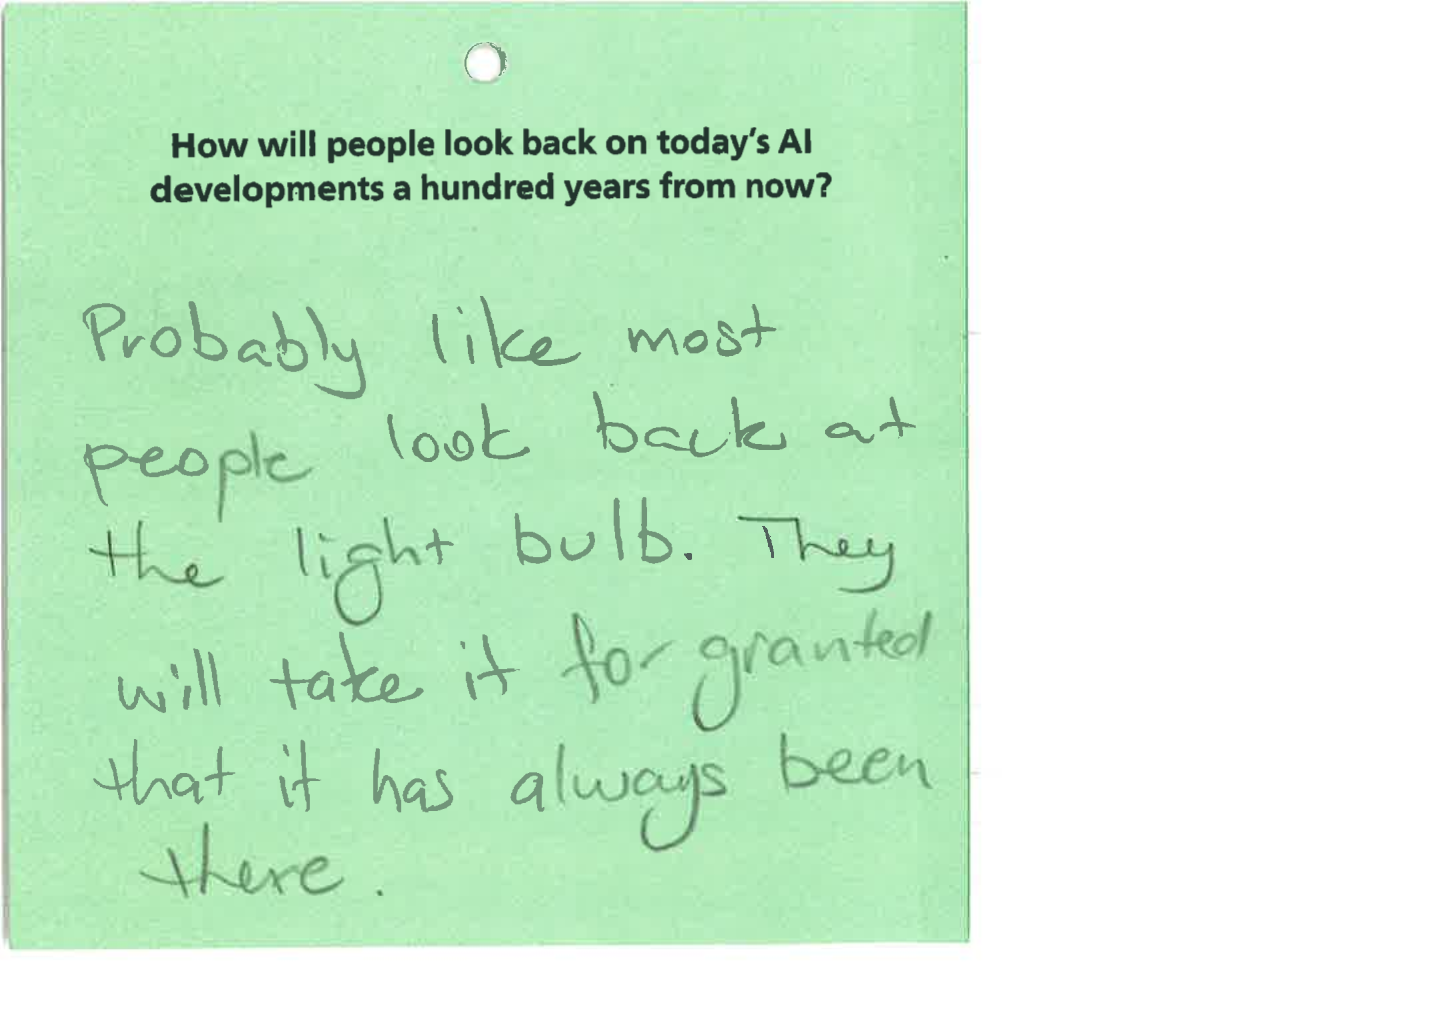 How will people look back on today's AI
developments a hundred years from now?
Probably like most
people look back at
the light bulb. They
will take it for granted
that it has always been
there.